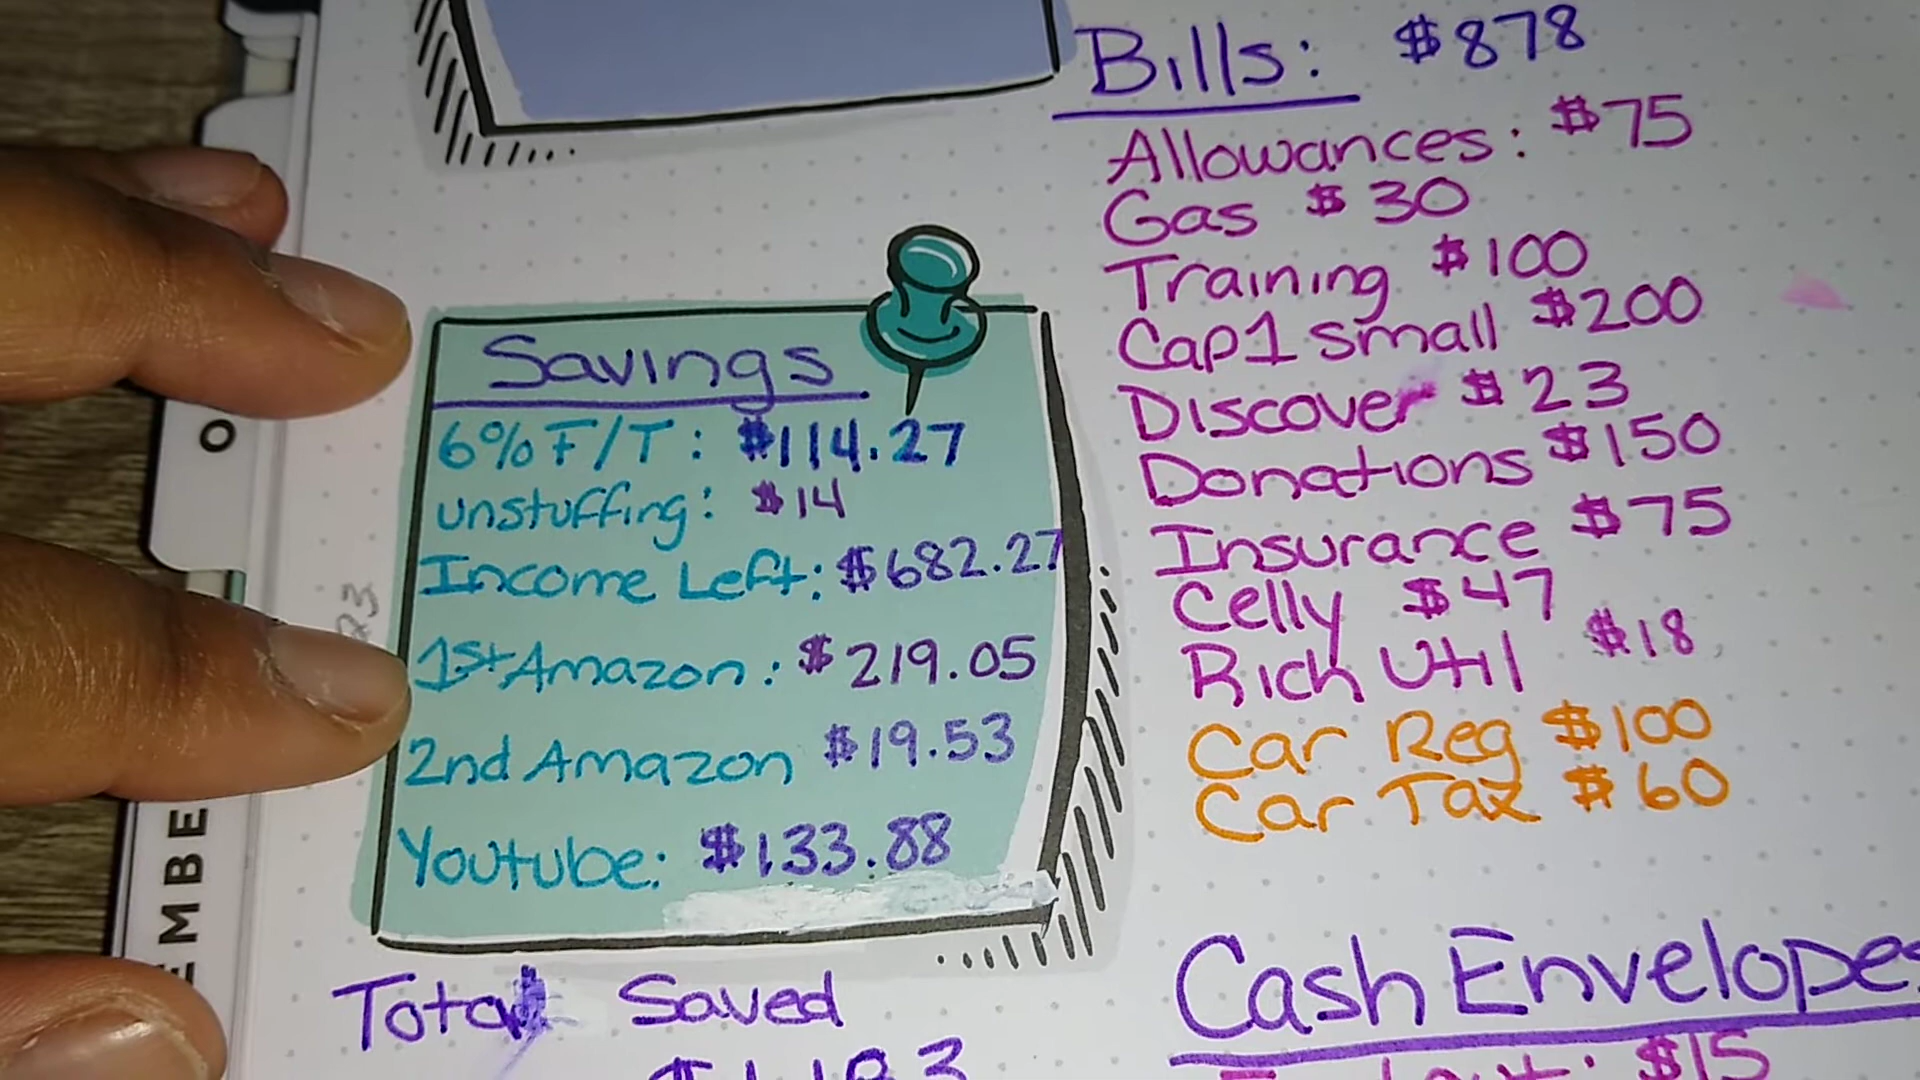 Savings
6% F/T: $114.27
unstuffing: $14
Income Left: $682.27
1st Amazon: $219.05
2nd Amazon $19.53
Youtube: $133.88
Total Saved
Bills: $878
Allowances: $75
Gas $30
Training $100
Cap1 small $200
Discover $23
Donations $150
Insurance $75
Celly $47
Rich Util $18
Car Reg $100
Car Tax $60
Cash Envelopes
$15